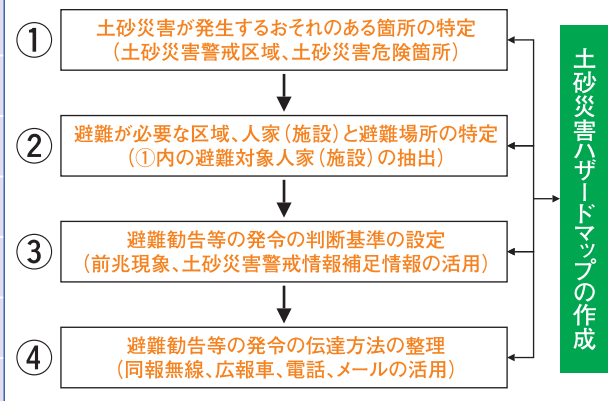 ①
土砂災害が発生するおそれのある箇所の特定
（土砂災害警戒区域、土砂災害危険箇所）
②
避難が必要な区域、人家（施設）と避難場所の特定
（①内の避難対象人家（施設）の抽出）
③
避難勧告等の発令の判断基準の設定
（前兆現象、土砂災害警戒情報補足情報の活用）
④
避難勧告等の発令の伝達方法の整理
（同報無線、広報車、電話、メールの活用）
土砂災害ハザードマップの作成